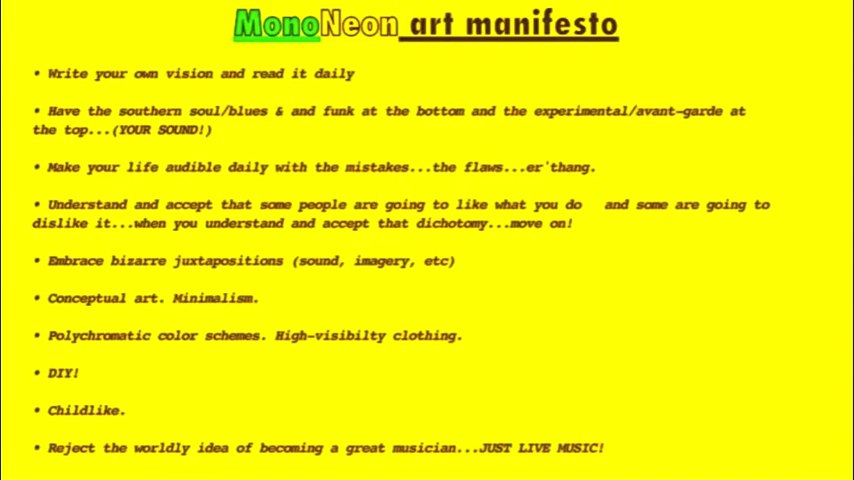 MonoNeon art manifesto
• Write your own vision and read it daily
• Have the southern soul/blues & and funk at the bottom and the experimental/avant-garde at
the top...(YOUR SOUND!)
• Make your life audible daily with the mistakes...the flaws...er'thang.
• Understand and accept that some people are going to like what you do   and some are going to
dislike it...when you understand and accept that dichotomy...move on!
• Embrace bizarre juxtapositions (sound, imagery, etc)
• Conceptual art. Minimalism.
• Polychromatic color schemes. High-visibilty clothing.
• DIY!
• Childlike.
• Reject the worldly idea of becoming a great musician...JUST LIVE MUSIC!